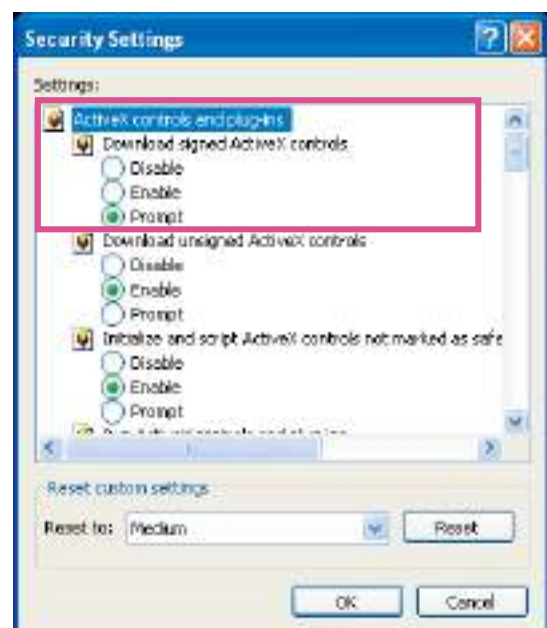 Security Settings
Settings:
ActiveX controls and plug-ins
Download signed ActiveX controls
Disable
Enable
Prompt
Download unsigned ActiveX controls
Disable
Enable
Prompt
Initialize and script ActiveX controls not marked as safe
Disable
Enable
Prompt
Reset custom settings
Reset to: Medium Reset
OK Cancel